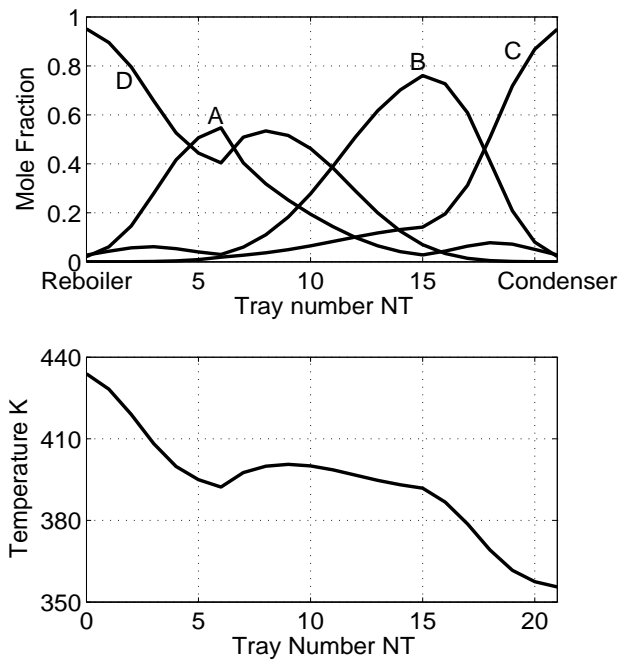 1
0.8
0.6
0.4
0.2
0
Mole Fraction
D
A
B
C
Reboiler 5 10 15 Condenser
Tray number NT
440
410
380
350
Temperature K
0 5 10 15 20
Tray Number NT